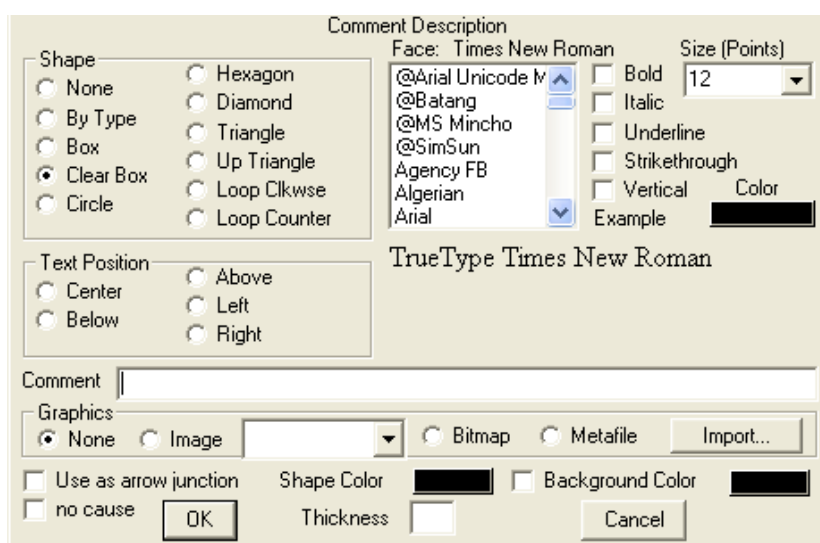 Comment Description
Shape
None
By Type
Box
Clear Box
Circle
Hexagon
Diamond
Triangle
Up Triangle
Loop Clkwse
Loop Counter
Face: Times New Roman
@Arial Unicode M
@Batang
@MS Mincho
@SimSun
Agency FB
Algerian
Arial
Bold
Italic
Underline
Strikethrough
Vertical
Size (Points)
12
Color
Example
TrueType Times New Roman
Text Position
Center
Below
Above
Left
Right
Comment
Graphics
None Image Bitmap Metafile Import...
Use as arrow junction Shape Color Background Color
no cause OK Thickness Cancel